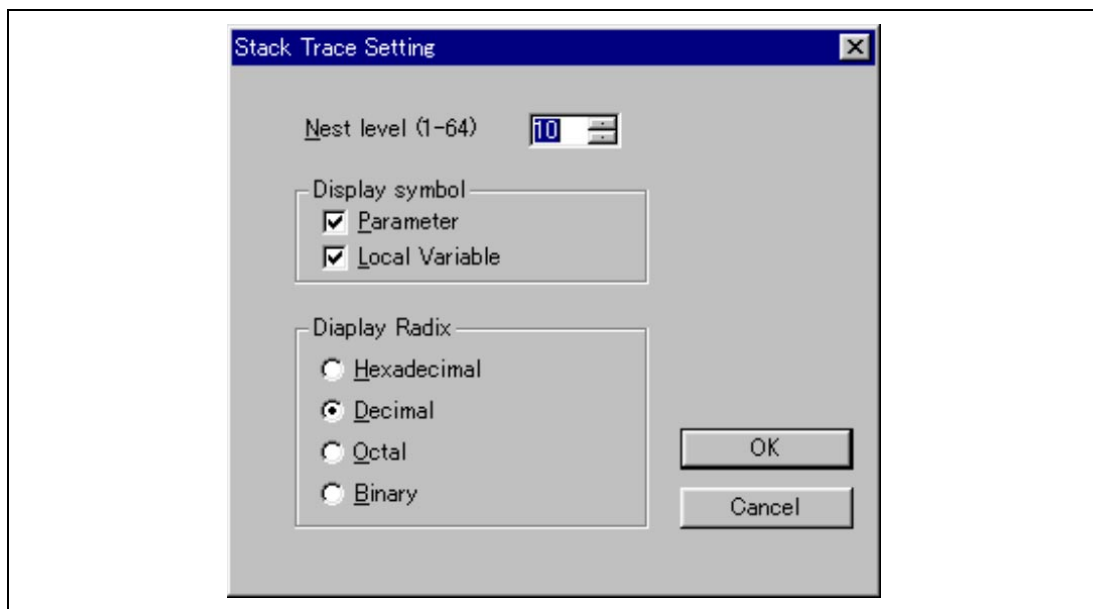 Stack Trace Setting
Nest level (1-64) 10
Display symbol
Parameter
Local Variable
Diaplay Radix
Hexadecimal
Decimal
Octal
Binary
OK
Cancel